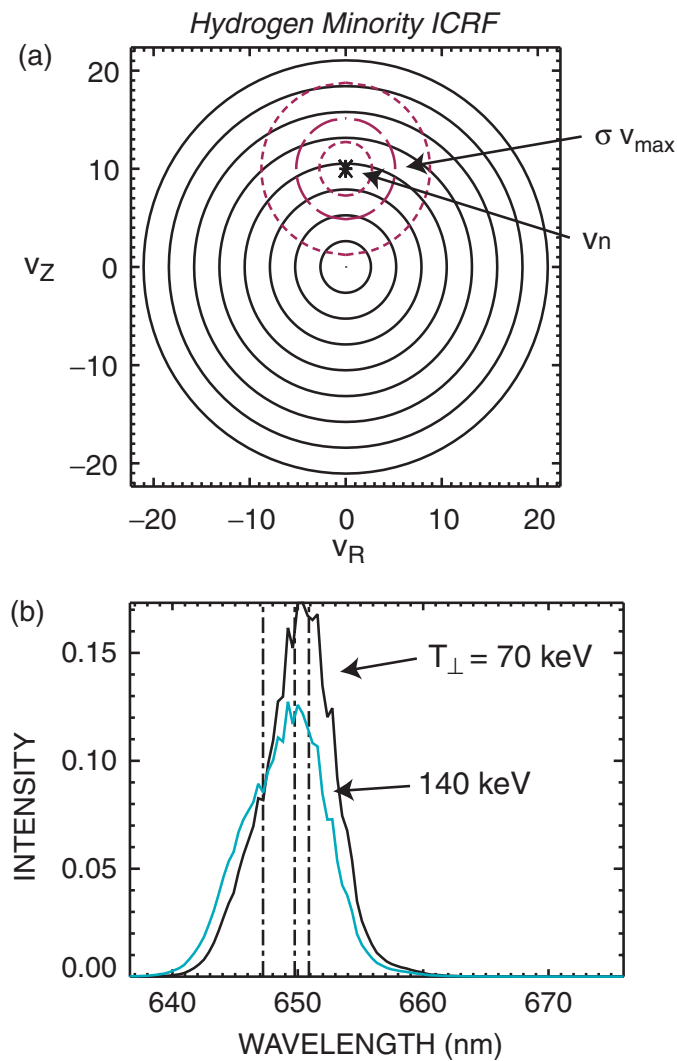 Hydrogen Minority ICRF
(a)
20
10
0
−10
−20
v_Z
σ v_max
v_n
−20 −10 0 10 20
v_R
(b)
0.15
0.10
0.05
0.00
INTENSITY
T⊥ = 70 keV
140 keV
640 650 660 670
WAVELENGTH (nm)